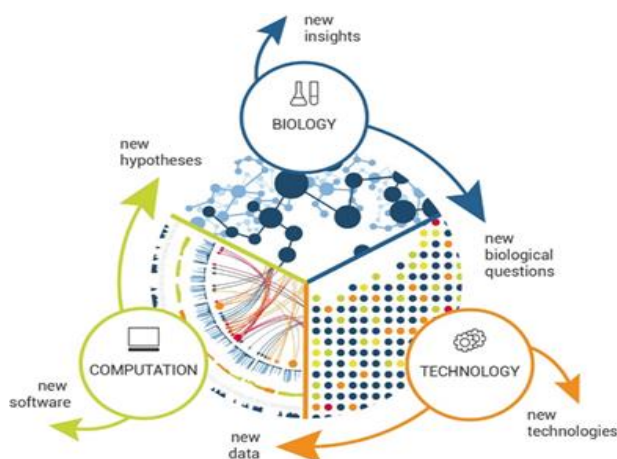 new
insights
BIOLOGY
new
hypotheses
new
biological
questions
COMPUTATION
TECHNOLOGY
new
software
new
data
new
technologies